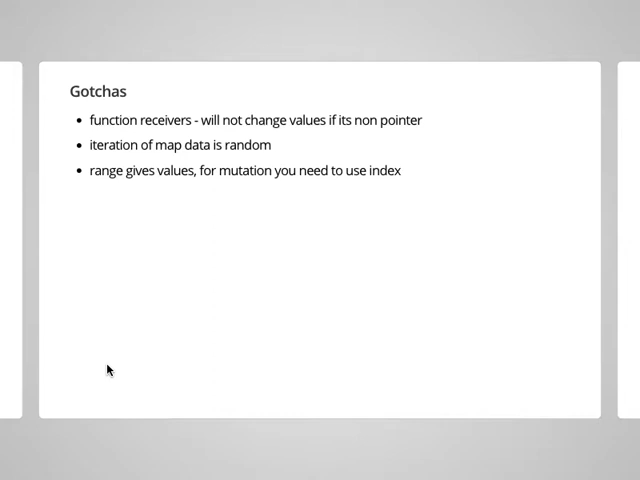 Gotchas
function receivers - will not change values if its non pointer
iteration of map data is random
range gives values, for mutation you need to use index